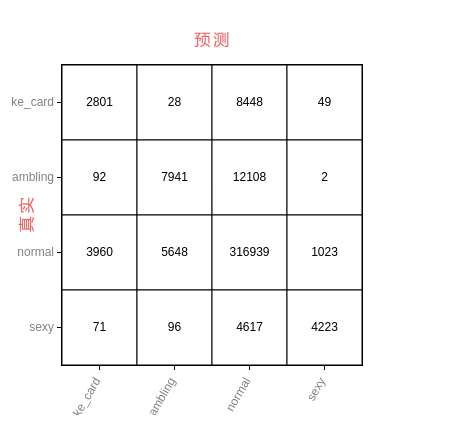 预测
ke_card 2801 28 8448 49
ambling 92 7941 12108 2
真实
normal 3960 5648 316939 1023
sexy 71 96 4617 4223
ke_card ambling normal sexy